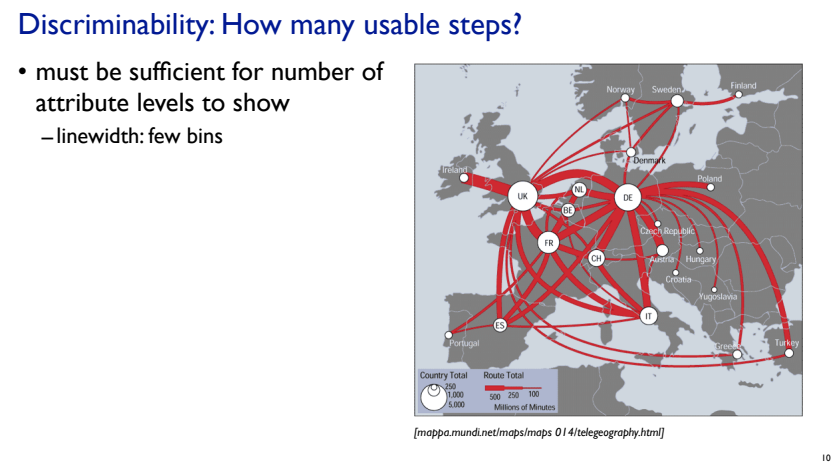 Discriminability: How many usable steps?
• must be sufficient for number of
attribute levels to show
– linewidth: few bins
Norway
Sweden
Finland
Denmark
Ireland
Poland
UK
NL
DE
BE
Czech Republic
FR
CH
Austria
Hungary
Croatia
Yugoslavia
ES
IT
Portugal
Greece
Turkey
Country Total
Route Total
250
1,000
5,000
500 250 100
Millions of Minutes
[mappa.mundi.net/maps/maps 014/telegeography.html]
10